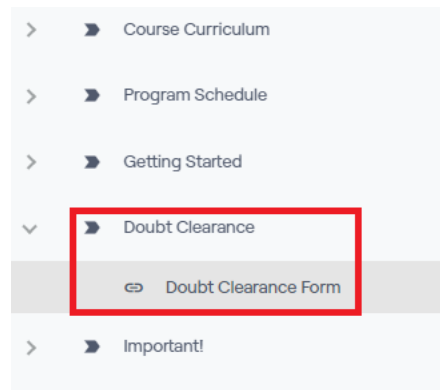 Course Curriculum
Program Schedule
Getting Started
Doubt Clearance
Doubt Clearance Form
Important!